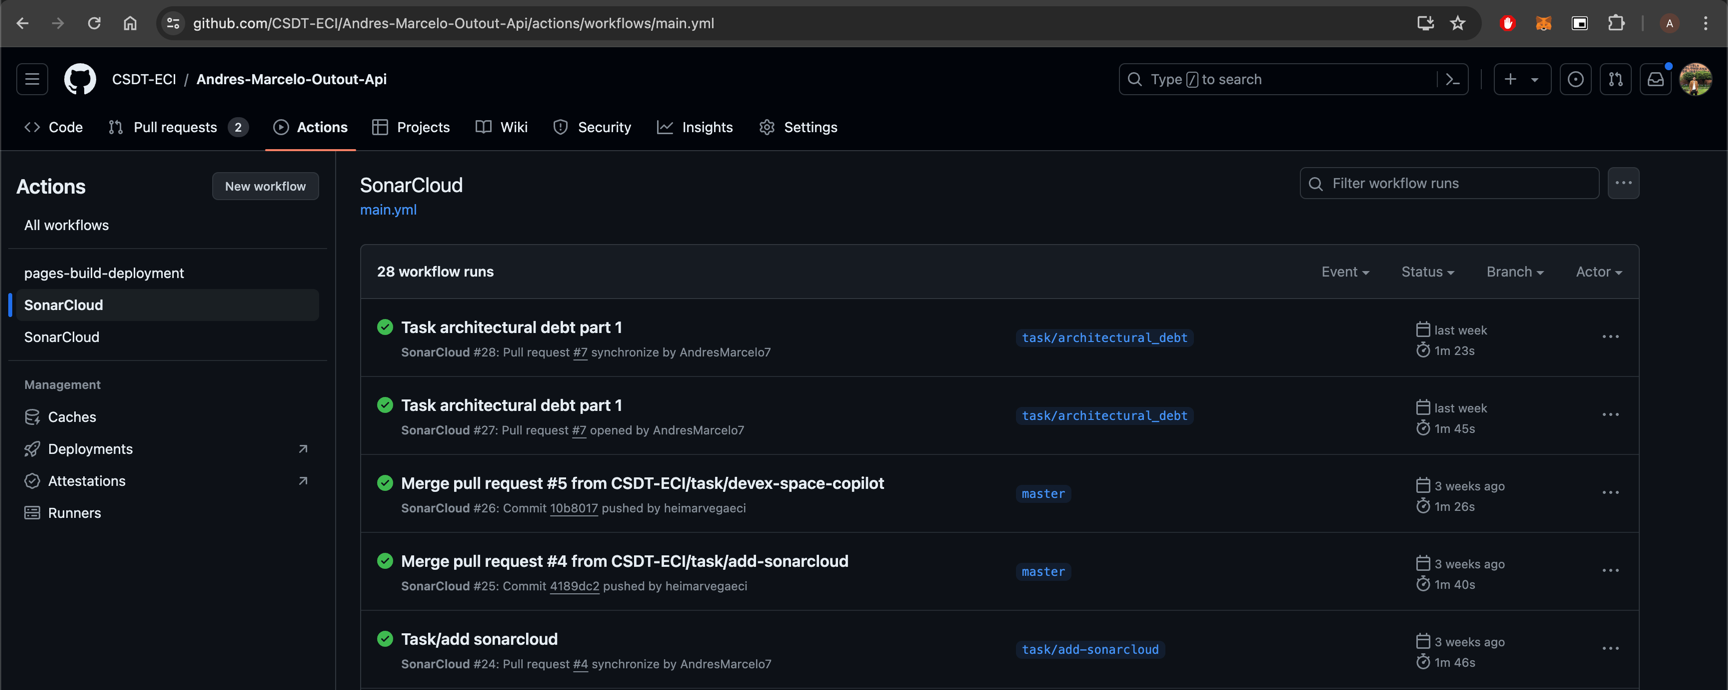 github.com/CSDT-ECI/Andres-Marcelo-Outout-Api/actions/workflows/main.yml
A
CSDT-ECI / Andres-Marcelo-Outout-Api
Type / to search
Code
Pull requests 2
Actions
Projects
Wiki
Security
Insights
Settings
Actions
New workflow
All workflows
pages-build-deployment
SonarCloud
SonarCloud
Management
Caches
Deployments
Attestations
Runners
SonarCloud
main.yml
Filter workflow runs
28 workflow runs
Event
Status
Branch
Actor
Task architectural debt part 1
SonarCloud #28: Pull request #7 synchronize by AndresMarcelo7
task/architectural_debt
last week
1m 23s
Task architectural debt part 1
SonarCloud #27: Pull request #7 opened by AndresMarcelo7
task/architectural_debt
last week
1m 45s
Merge pull request #5 from CSDT-ECI/task/devex-space-copilot
SonarCloud #26: Commit 10b8017 pushed by heimarvegaeci
master
3 weeks ago
1m 26s
Merge pull request #4 from CSDT-ECI/task/add-sonarcloud
SonarCloud #25: Commit 4189dc2 pushed by heimarvegaeci
master
3 weeks ago
1m 40s
Task/add sonarcloud
SonarCloud #24: Pull request #4 synchronize by AndresMarcelo7
task/add-sonarcloud
3 weeks ago
1m 46s